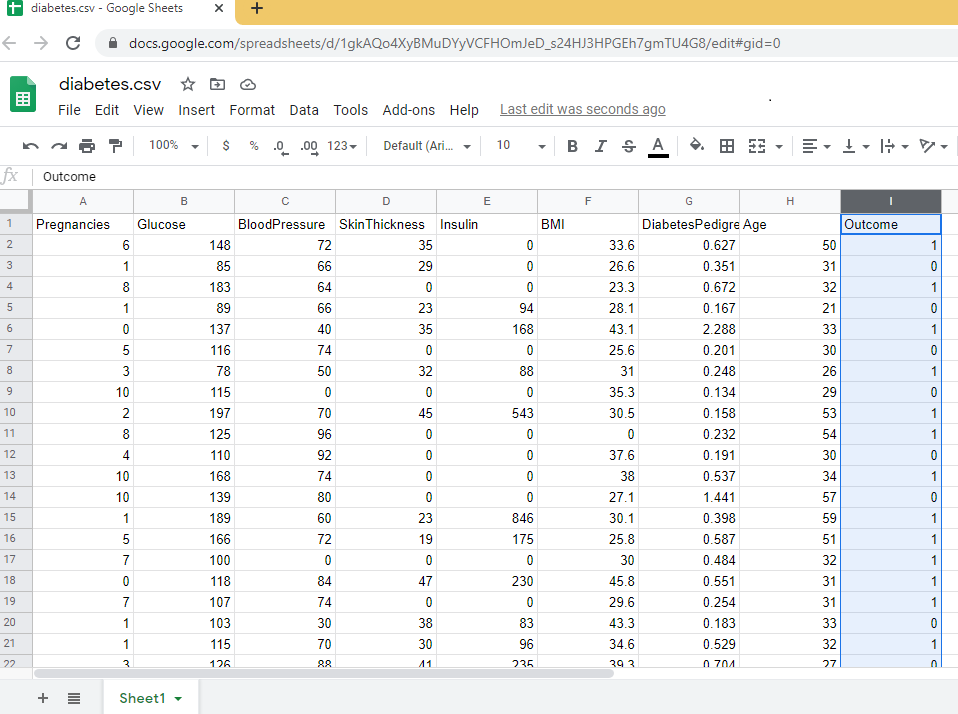 diabetes.csv - Google Sheets × +
docs.google.com/spreadsheets/d/1gkAQo4XyBMuDYyVCFHOmJeD_s24HJ3HPGEh7gmTU4G8/edit#gid=0
diabetes.csv
File Edit View Insert Format Data Tools Add-ons Help Last edit was seconds ago
100% $ % .0 .00 123 Default (Ari... 10 B I S A
fx Outcome
A B C D E F G H I
1 Pregnancies Glucose BloodPressure SkinThickness Insulin BMI DiabetesPedigre Age Outcome
2 6 148 72 35 0 33.6 0.627 50 1
3 1 85 66 29 0 26.6 0.351 31 0
4 8 183 64 0 0 23.3 0.672 32 1
5 1 89 66 23 94 28.1 0.167 21 0
6 0 137 40 35 168 43.1 2.288 33 1
7 5 116 74 0 0 25.6 0.201 30 0
8 3 78 50 32 88 31 0.248 26 1
9 10 115 0 0 0 35.3 0.134 29 0
10 2 197 70 45 543 30.5 0.158 53 1
11 8 125 96 0 0 0 0.232 54 1
12 4 110 92 0 0 37.6 0.191 30 0
13 10 168 74 0 0 38 0.537 34 1
14 10 139 80 0 0 27.1 1.441 57 0
15 1 189 60 23 846 30.1 0.398 59 1
16 5 166 72 19 175 25.8 0.587 51 1
17 7 100 0 0 0 30 0.484 32 1
18 0 118 84 47 230 45.8 0.551 31 1
19 7 107 74 0 0 29.6 0.254 31 1
20 1 103 30 38 83 43.3 0.183 33 0
21 1 115 70 30 96 34.6 0.529 32 1
22 3 126 88 41 235 39.3 0.704 27 0
+ Sheet1